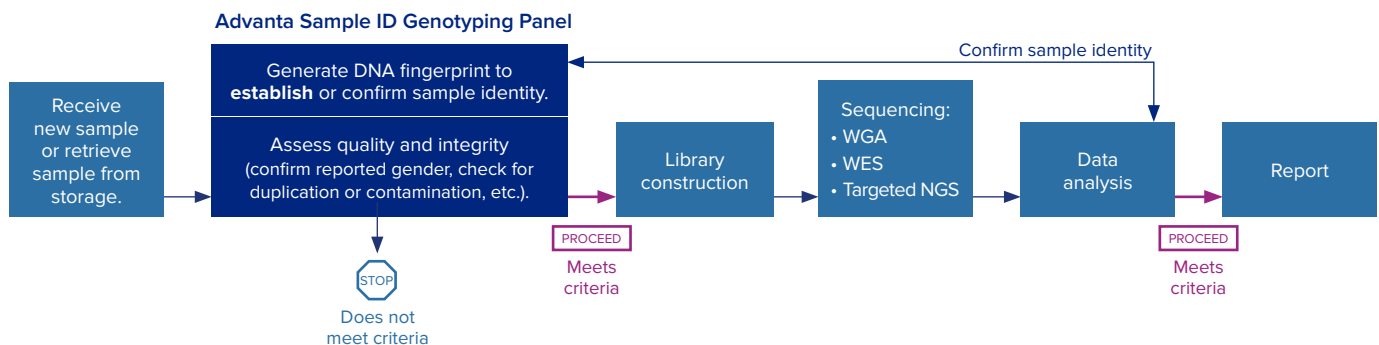 Advanta Sample ID Genotyping Panel
Receive
new sample
or retrieve
sample from
storage.
Generate DNA fingerprint to
establish or confirm sample identity.
Assess quality and integrity
(confirm reported gender, check for
duplication or contamination, etc.).
STOP
Does not
meet criteria
PROCEED
Meets
criteria
Library
construction
Sequencing:
• WGA
• WES
• Targeted NGS
Confirm sample identity
Data
analysis
PROCEED
Meets
criteria
Report